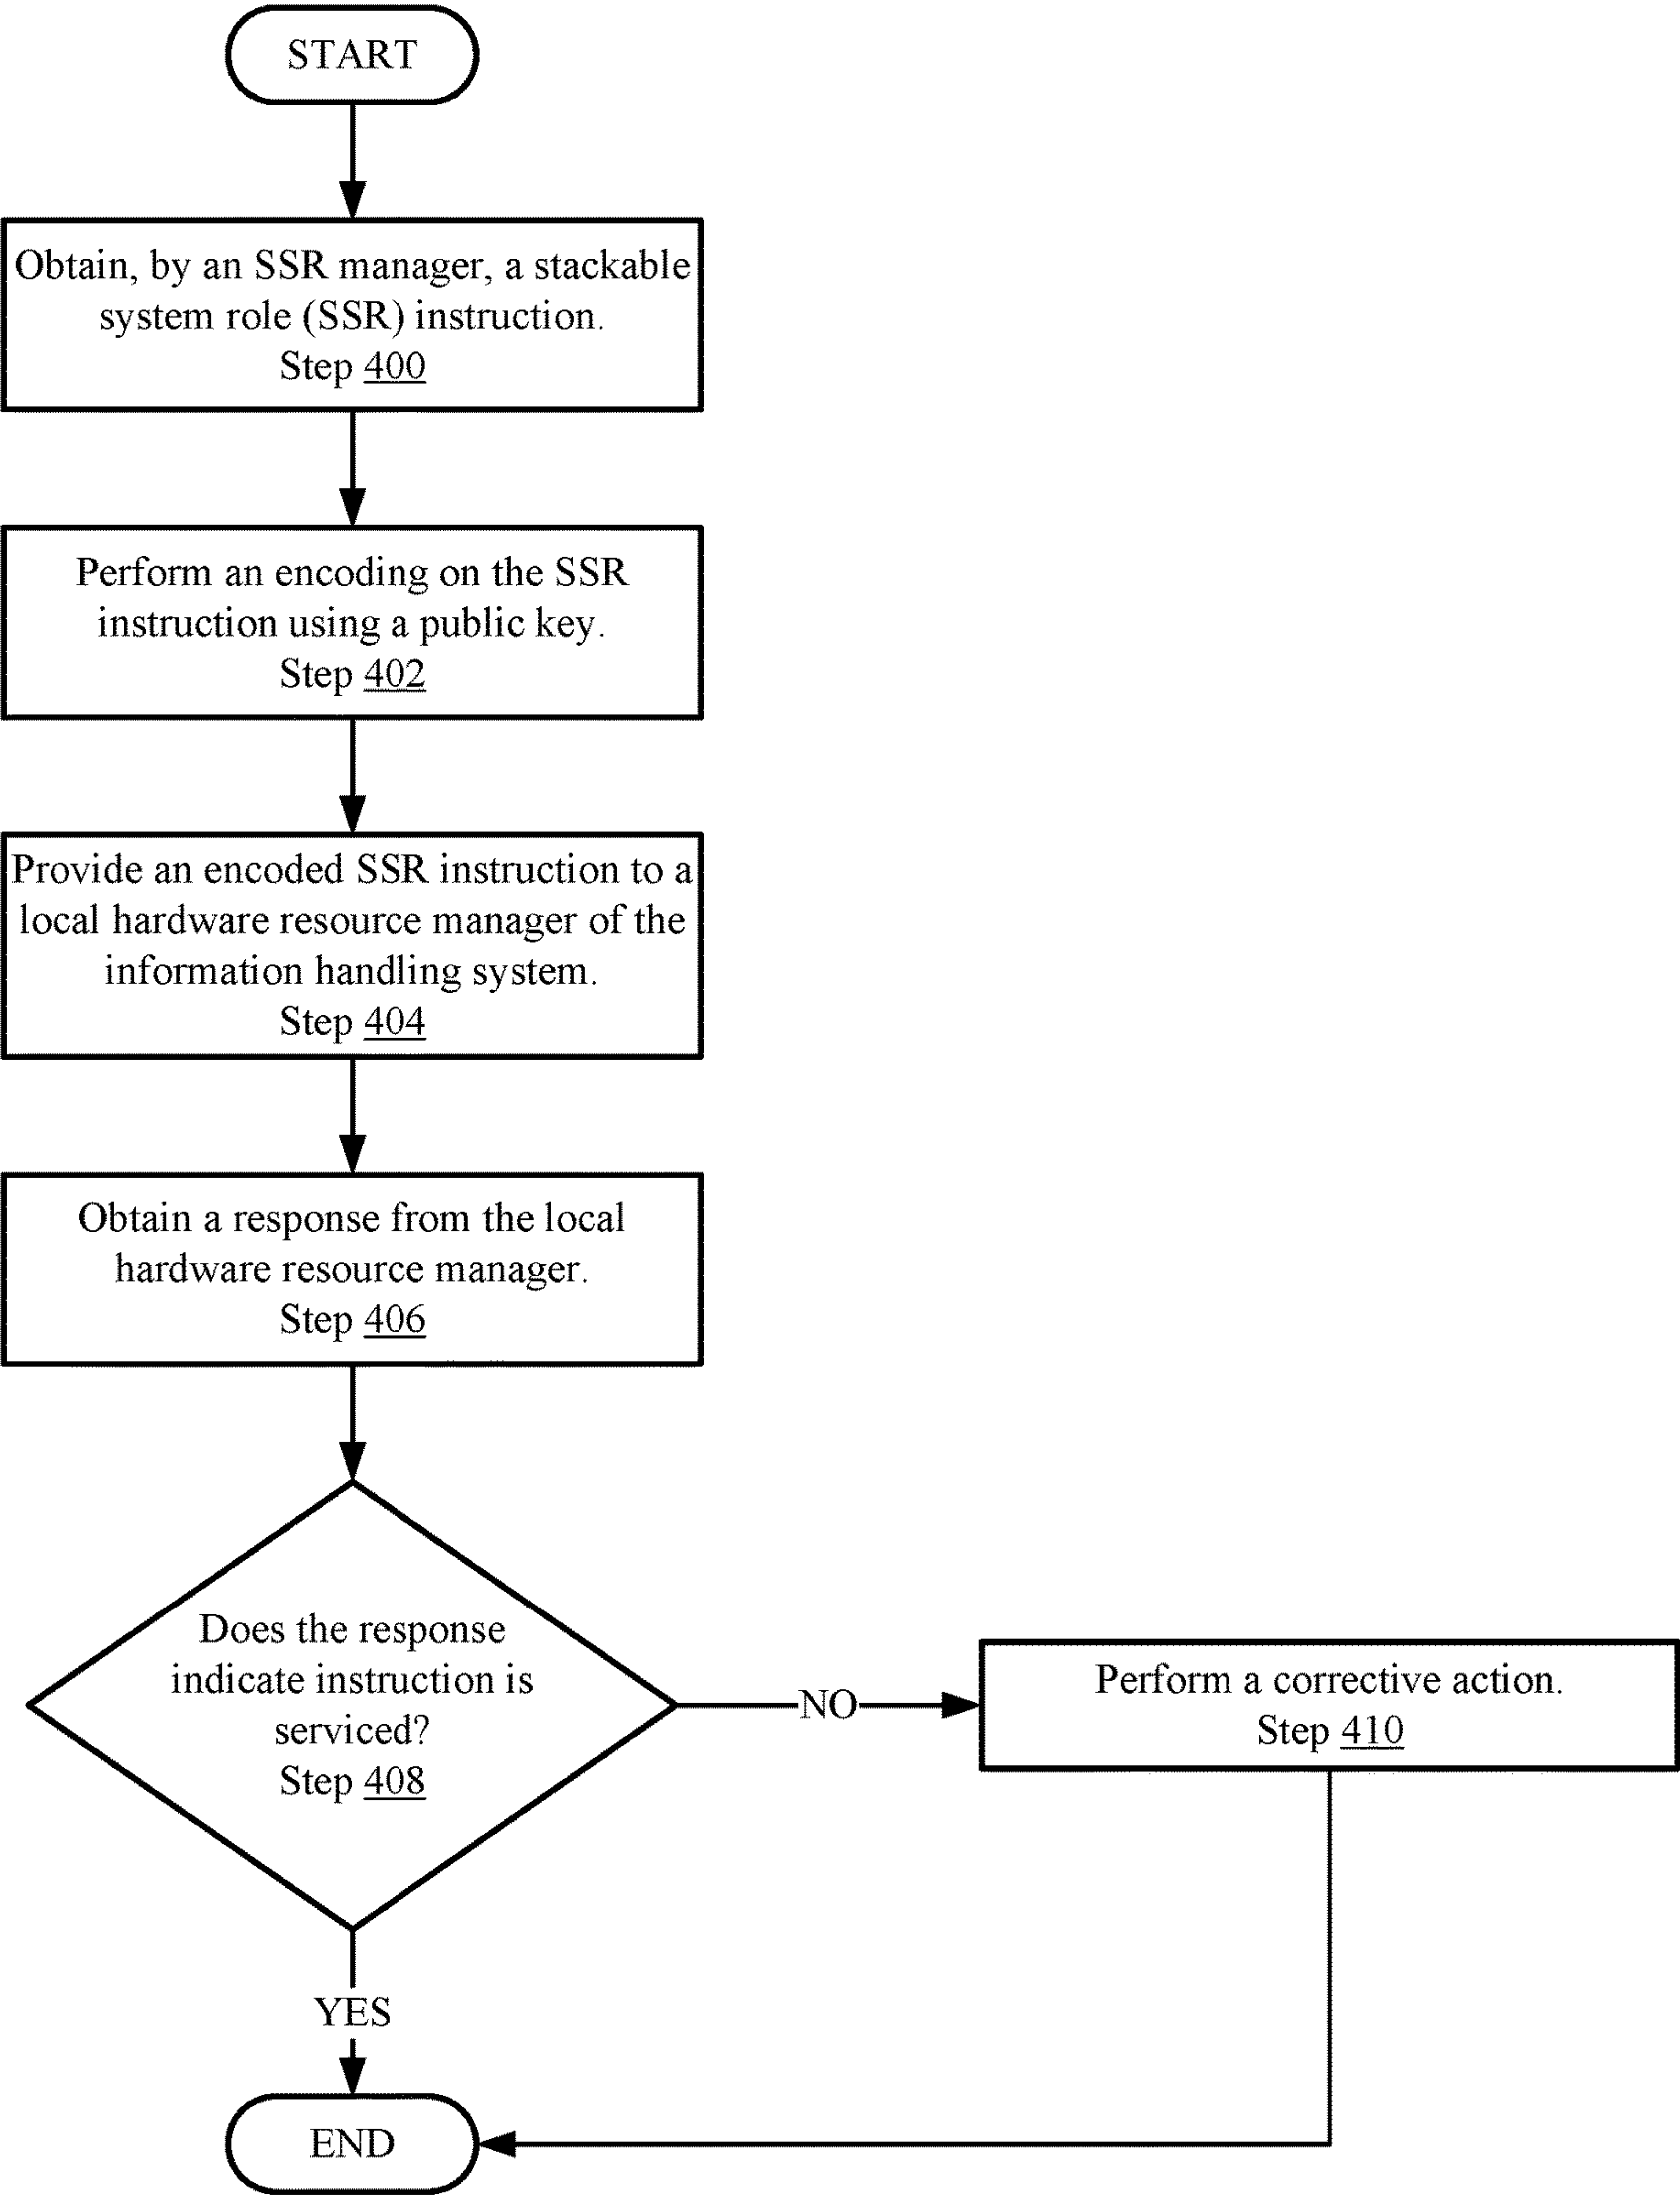 START
Obtain, by an SSR manager, a stackable
system role (SSR) instruction.
Step 400
Perform an encoding on the SSR
instruction using a public key.
Step 402
Provide an encoded SSR instruction to a
local hardware resource manager of the
information handling system.
Step 404
Obtain a response from the local
hardware resource manager.
Step 406
Does the response
indicate instruction is
serviced?
Step 408
NO
Perform a corrective action.
Step 410
YES
END